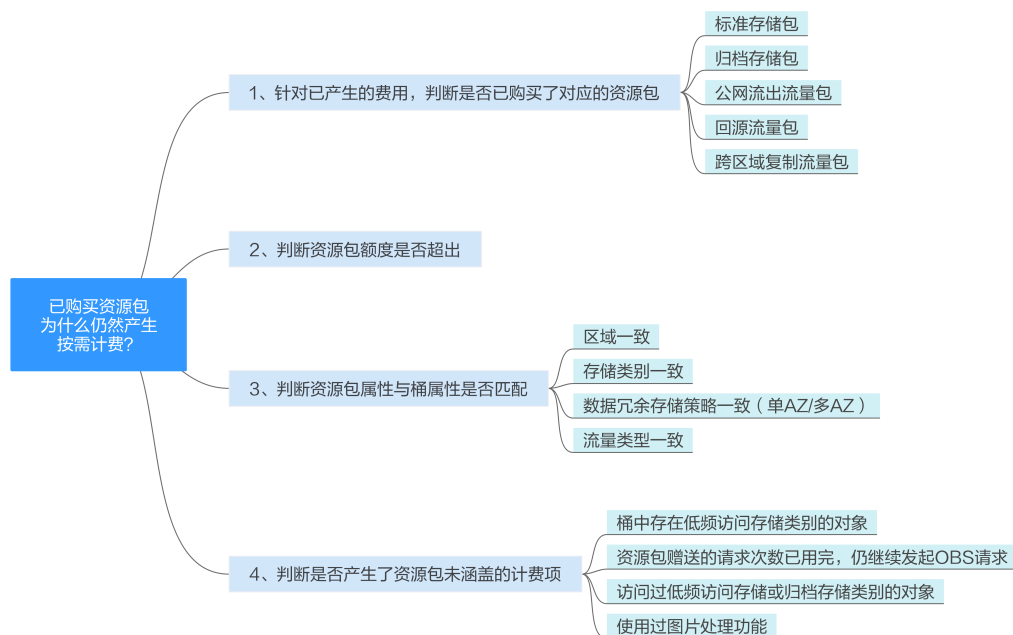 已购买资源包
为什么仍然产生
按需计费？
1、针对已产生的费用，判断是否已购买了对应的资源包
标准存储包
归档存储包
公网流出流量包
回源流量包
跨区域复制流量包
2、判断资源包额度是否超出
3、判断资源包属性与桶属性是否匹配
区域一致
存储类别一致
数据冗余存储策略一致（单AZ/多AZ）
流量类型一致
4、判断是否产生了资源包未涵盖的计费项
桶中存在低频访问存储类别的对象
资源包赠送的请求次数已用完，仍继续发起OBS请求
访问过低频访问存储或归档存储类别的对象
使用过图片处理功能